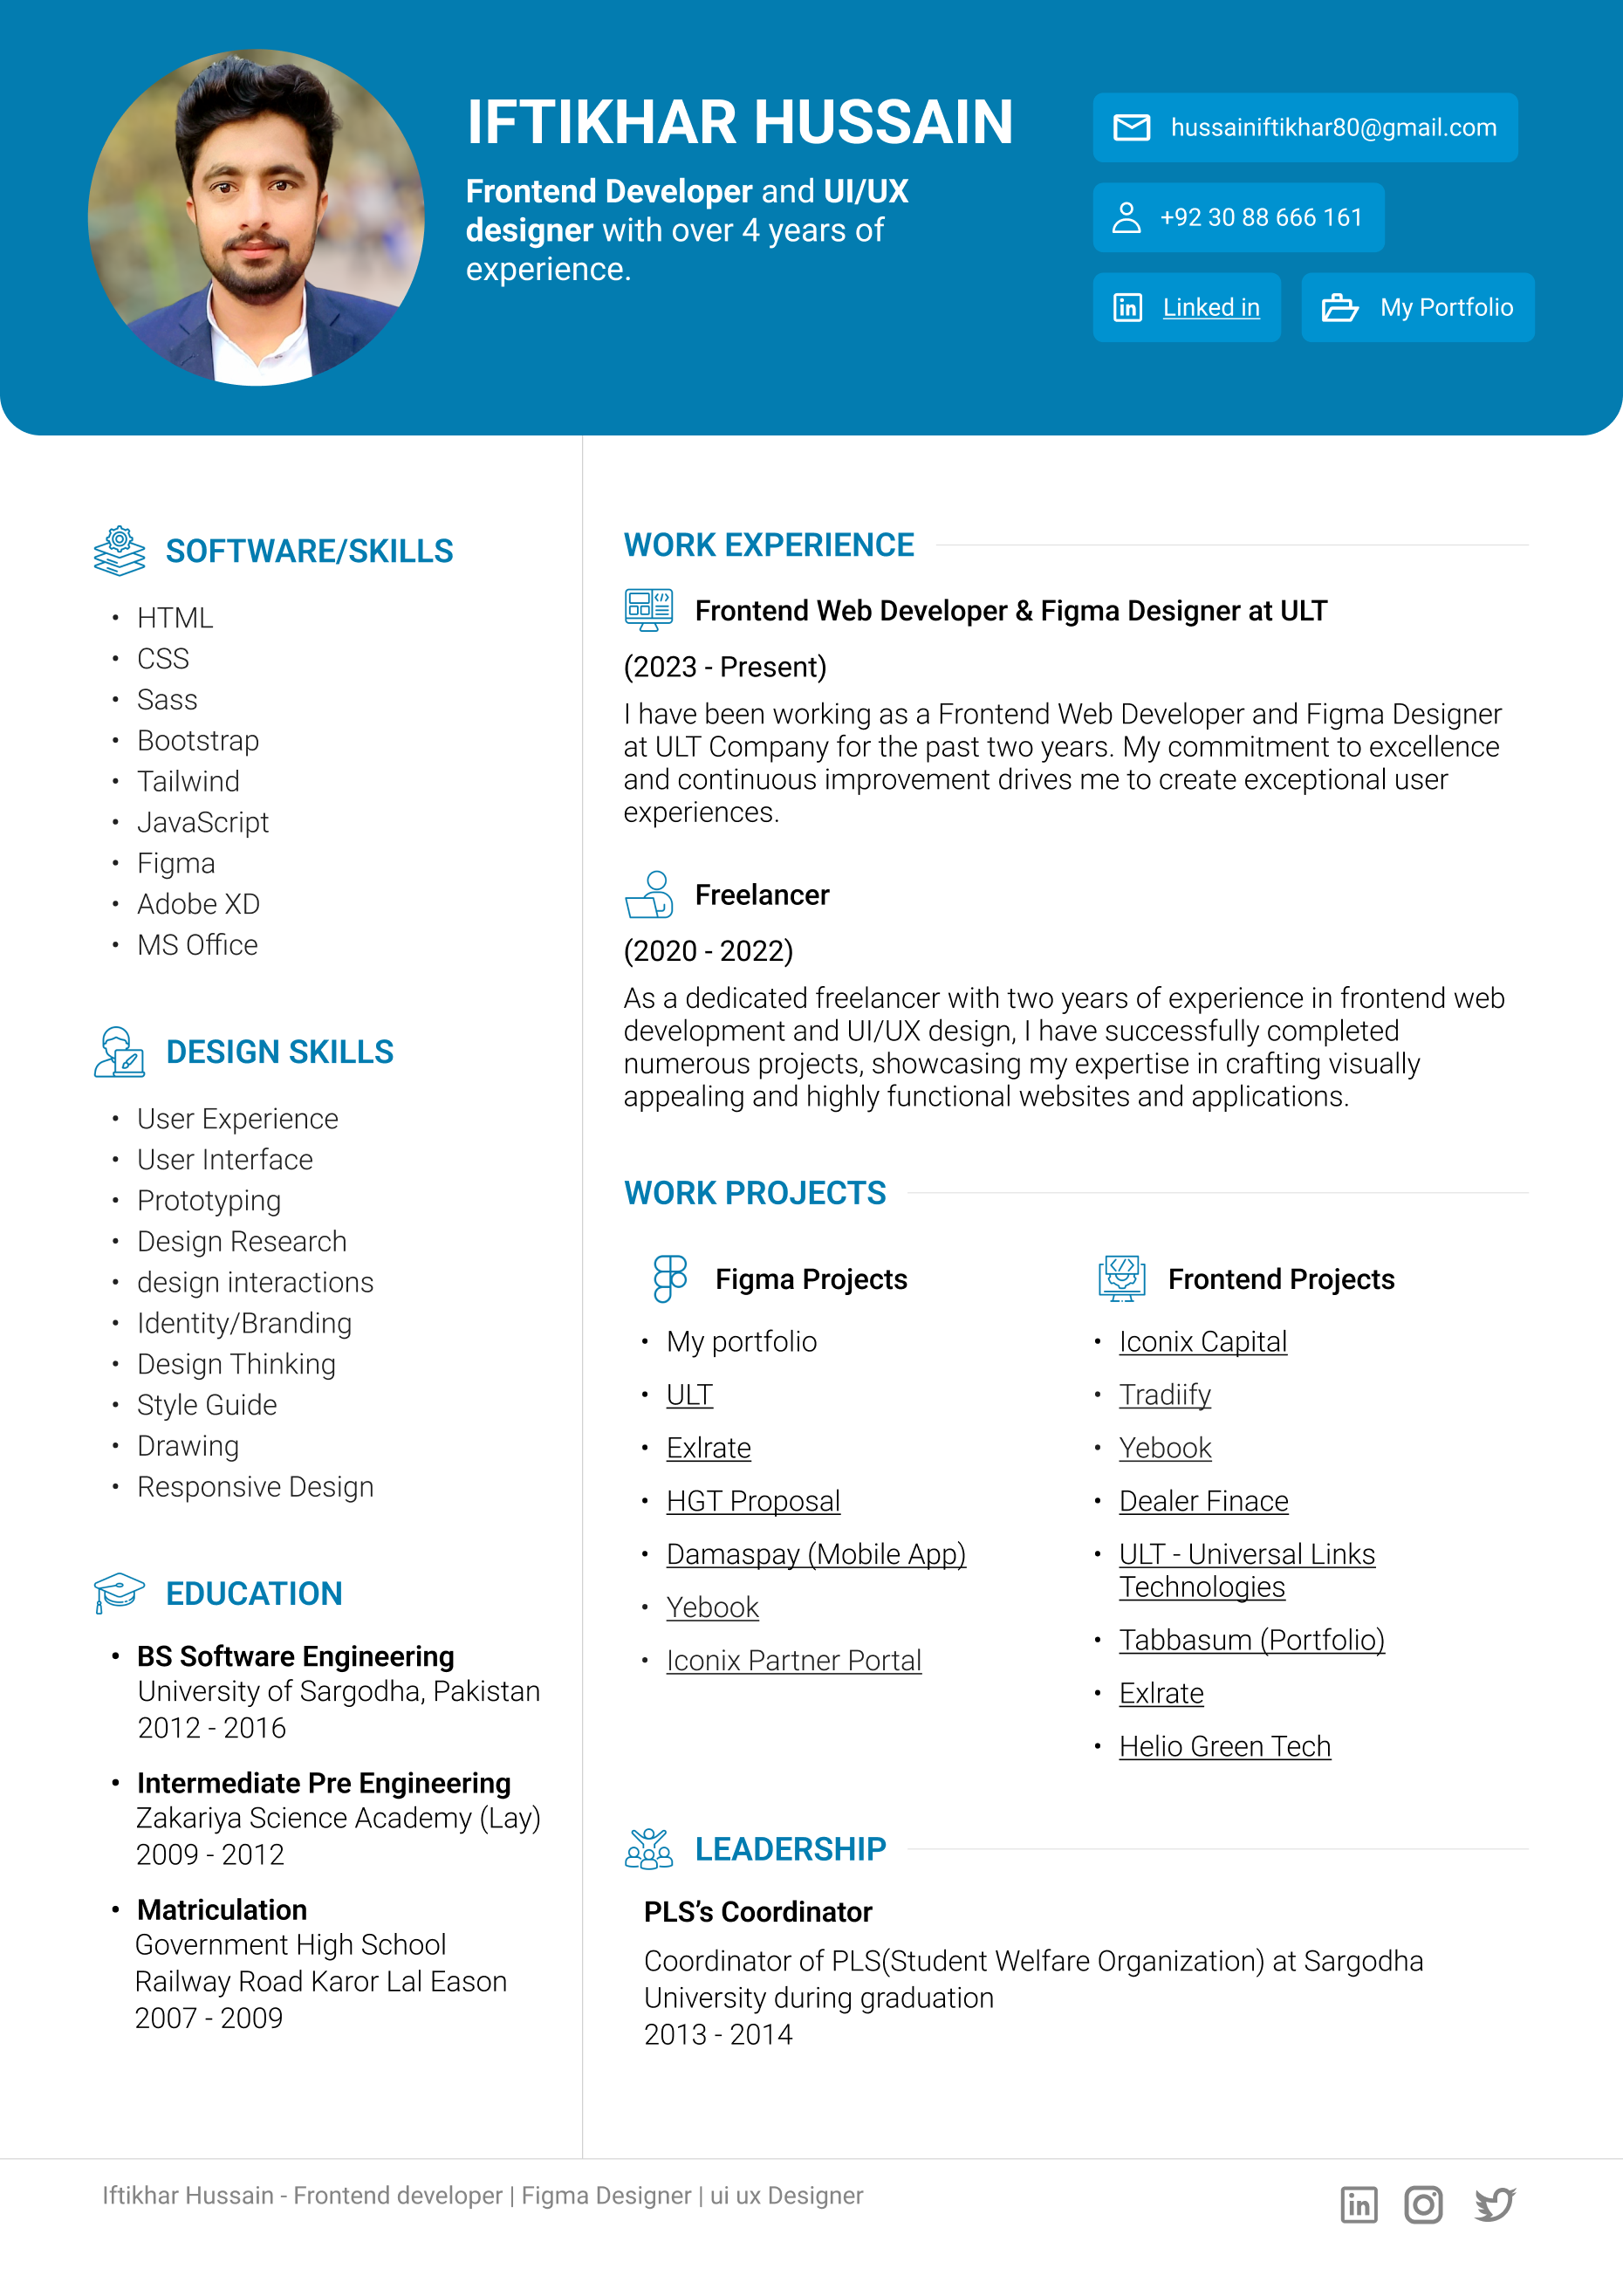 IFTIKHAR HUSSAIN
Frontend Developer and UI/UX
designer with over 4 years of
experience.
hussainiftikhar80@gmail.com
+92 30 88 666 161
Linked in
My Portfolio
SOFTWARE/SKILLS
• HTML
• CSS
• Sass
• Bootstrap
• Tailwind
• JavaScript
• Figma
• Adobe XD
• MS Office
DESIGN SKILLS
• User Experience
• User Interface
• Prototyping
• Design Research
• design interactions
• Identity/Branding
• Design Thinking
• Style Guide
• Drawing
• Responsive Design
EDUCATION
• BS Software Engineering
University of Sargodha, Pakistan
2012 - 2016
• Intermediate Pre Engineering
Zakariya Science Academy (Lay)
2009 - 2012
• Matriculation
Government High School
Railway Road Karor Lal Eason
2007 - 2009
WORK EXPERIENCE
Frontend Web Developer & Figma Designer at ULT
(2023 - Present)
I have been working as a Frontend Web Developer and Figma Designer
at ULT Company for the past two years. My commitment to excellence
and continuous improvement drives me to create exceptional user
experiences.
Freelancer
(2020 - 2022)
As a dedicated freelancer with two years of experience in frontend web
development and UI/UX design, I have successfully completed
numerous projects, showcasing my expertise in crafting visually
appealing and highly functional websites and applications.
WORK PROJECTS
Figma Projects
• My portfolio
• ULT
• Exlrate
• HGT Proposal
• Damaspay (Mobile App)
• Yebook
• Iconix Partner Portal
Frontend Projects
• Iconix Capital
• Tradiify
• Yebook
• Dealer Finace
• ULT - Universal Links
Technologies
• Tabbasum (Portfolio)
• Exlrate
• Helio Green Tech
LEADERSHIP
PLS’s Coordinator
Coordinator of PLS(Student Welfare Organization) at Sargodha
University during graduation
2013 - 2014
Iftikhar Hussain - Frontend developer | Figma Designer | ui ux Designer